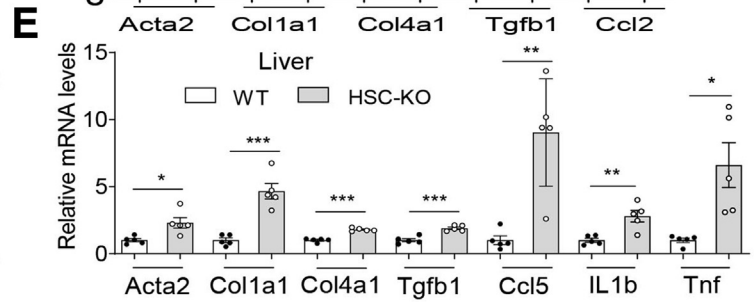 E
Acta2 Col1a1 Col4a1 Tgfb1 Ccl2
Liver
WT HSC-KO
Relative mRNA levels
15
10
5
0
* *** *** *** ** ** *
Acta2 Col1a1 Col4a1 Tgfb1 Ccl5 IL1b Tnf